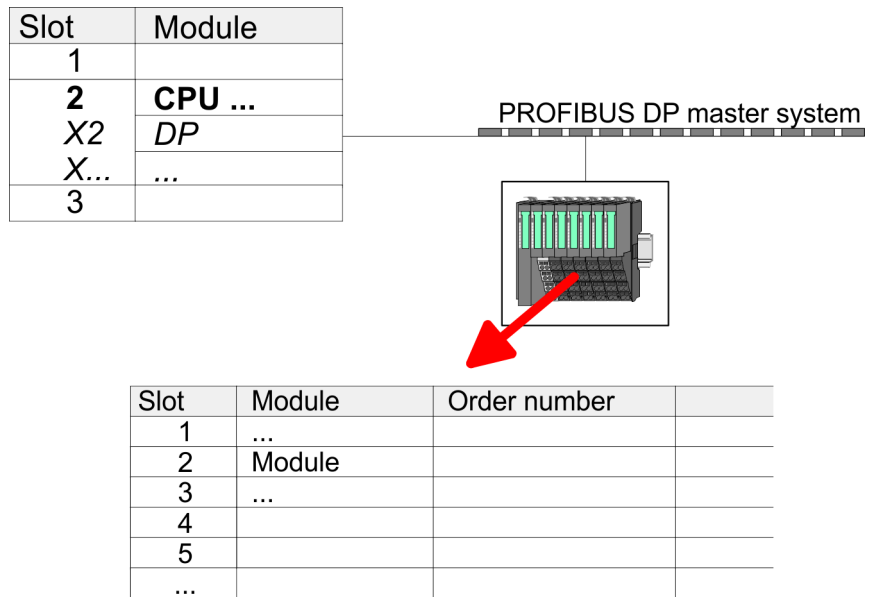 Slot Module
1
2 CPU ...
X2 DP
X... ...
3
PROFIBUS DP master system
Slot Module Order number
1 ...
2 Module
3 ...
4
5
...